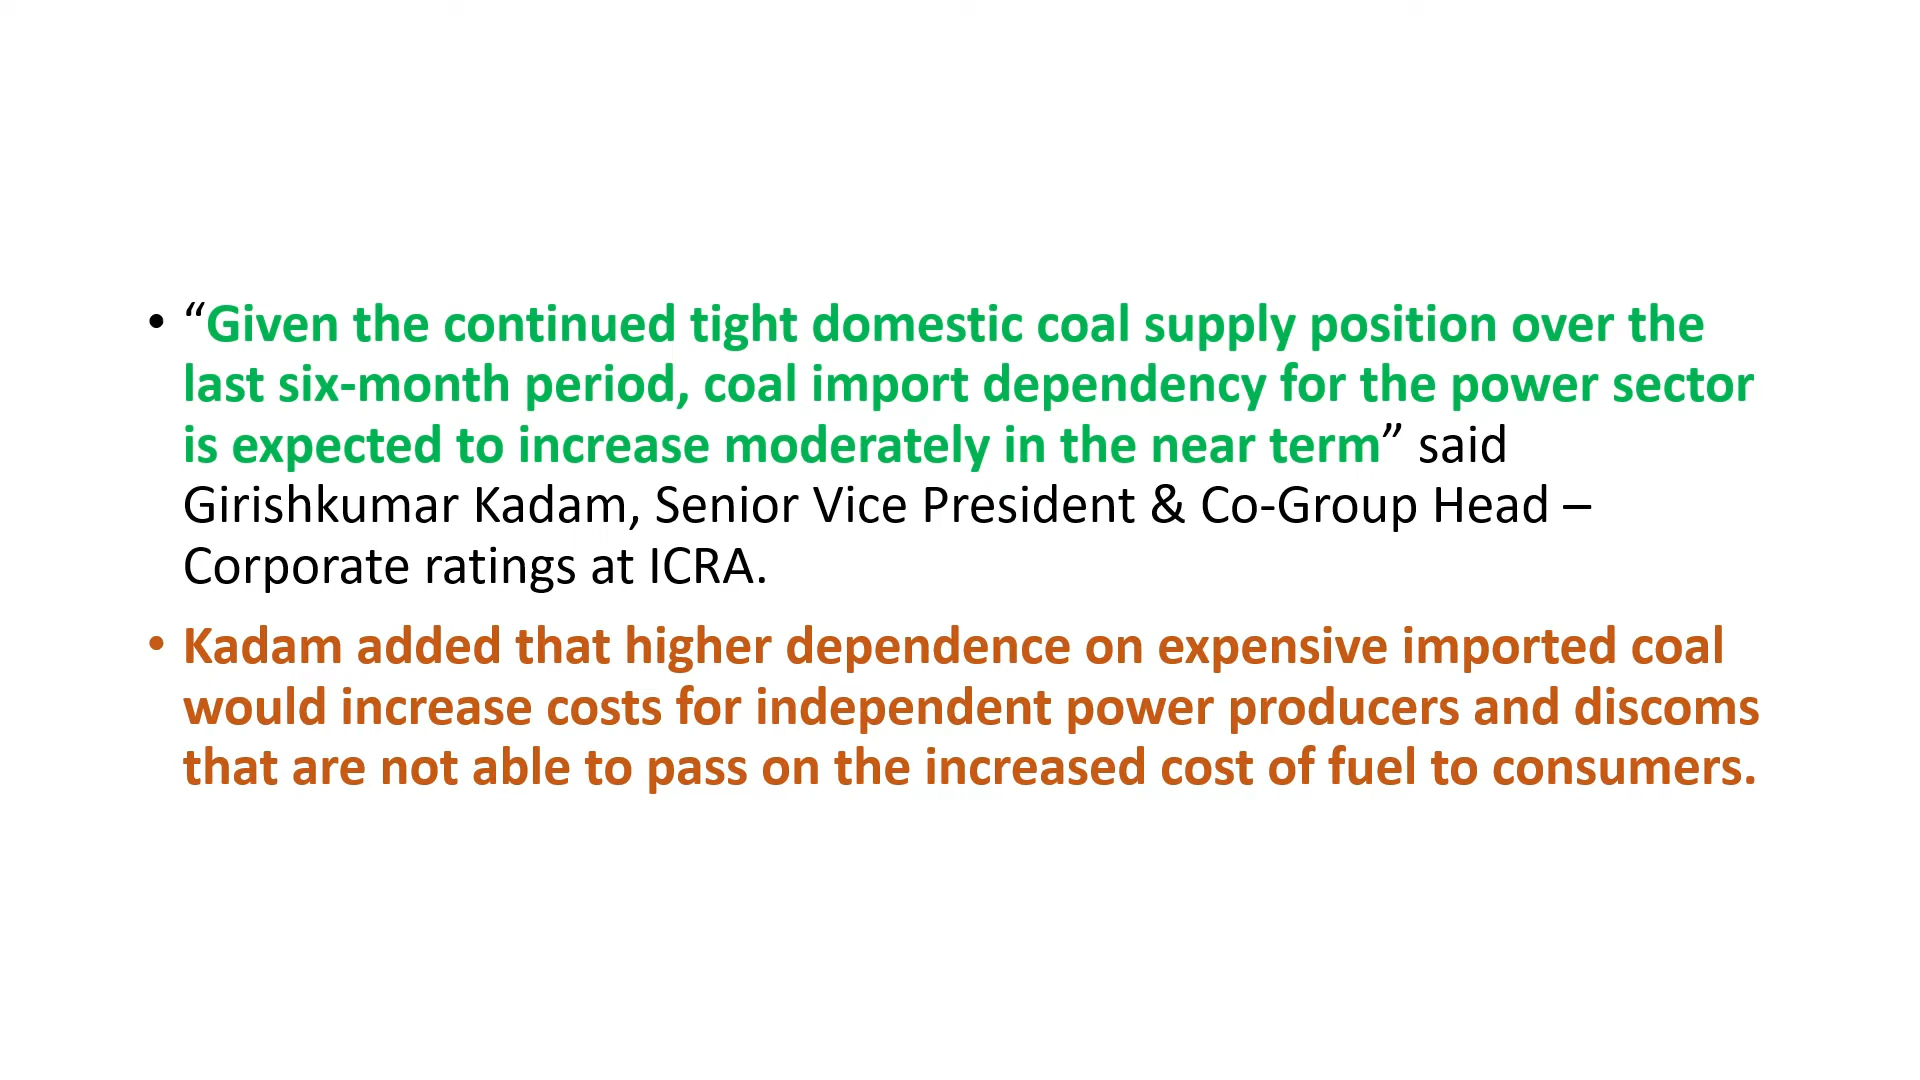 • “Given the continued tight domestic coal supply position over the
last six-month period, coal import dependency for the power sector
is expected to increase moderately in the near term” said
Girishkumar Kadam, Senior Vice President & Co-Group Head –
Corporate ratings at ICRA.
• Kadam added that higher dependence on expensive imported coal
would increase costs for independent power producers and discoms
that are not able to pass on the increased cost of fuel to consumers.